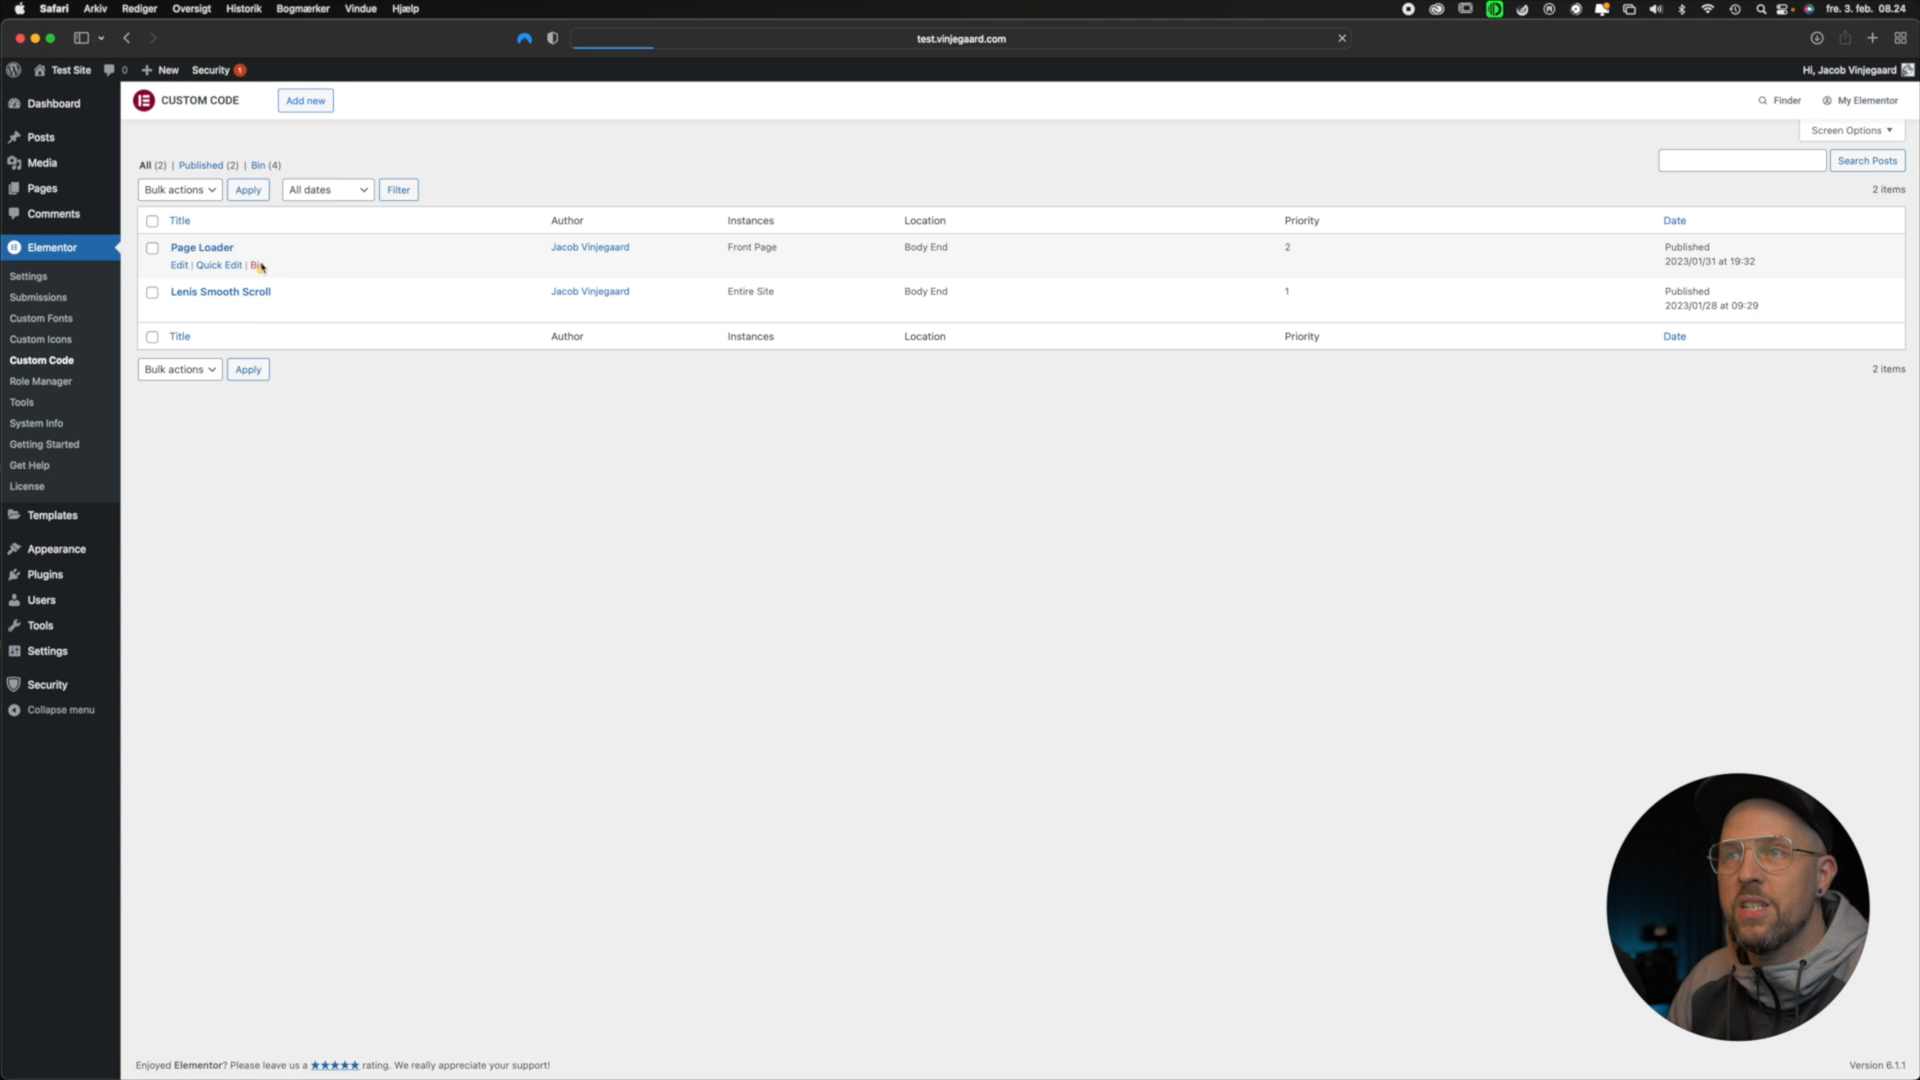 Safari Arkiv Rediger Oversigt Historik Bogmærker Vindue Hjælp fre. 3. feb. 08.24
test.vinjegaard.com
Test Site 0 New Security 1 Hi, Jacob Vinjegaard
CUSTOM CODE Add new Finder My Elementor
Screen Options
Dashboard
Posts
Media
Pages
Comments
Elementor
Settings
Submissions
Custom Fonts
Custom Icons
Custom Code
Role Manager
Tools
System Info
Getting Started
Get Help
License
Templates
Appearance
Plugins
Users
Tools
Settings
Security
Collapse menu
All (2) | Published (2) | Bin (4) Search Posts
Bulk actions Apply All dates Filter 2 items
Title Author Instances Location Priority Date
Page Loader Jacob Vinjegaard Front Page Body End 2 Published
Edit | Quick Edit | 2023/01/31 at 19:32
Lenis Smooth Scroll Jacob Vinjegaard Entire Site Body End 1 Published
2023/01/28 at 09:29
Title Author Instances Location Priority Date
Bulk actions Apply 2 items
Enjoyed Elementor? Please leave us a ★★★★★ rating. We really appreciate your support! Version 6.1.1